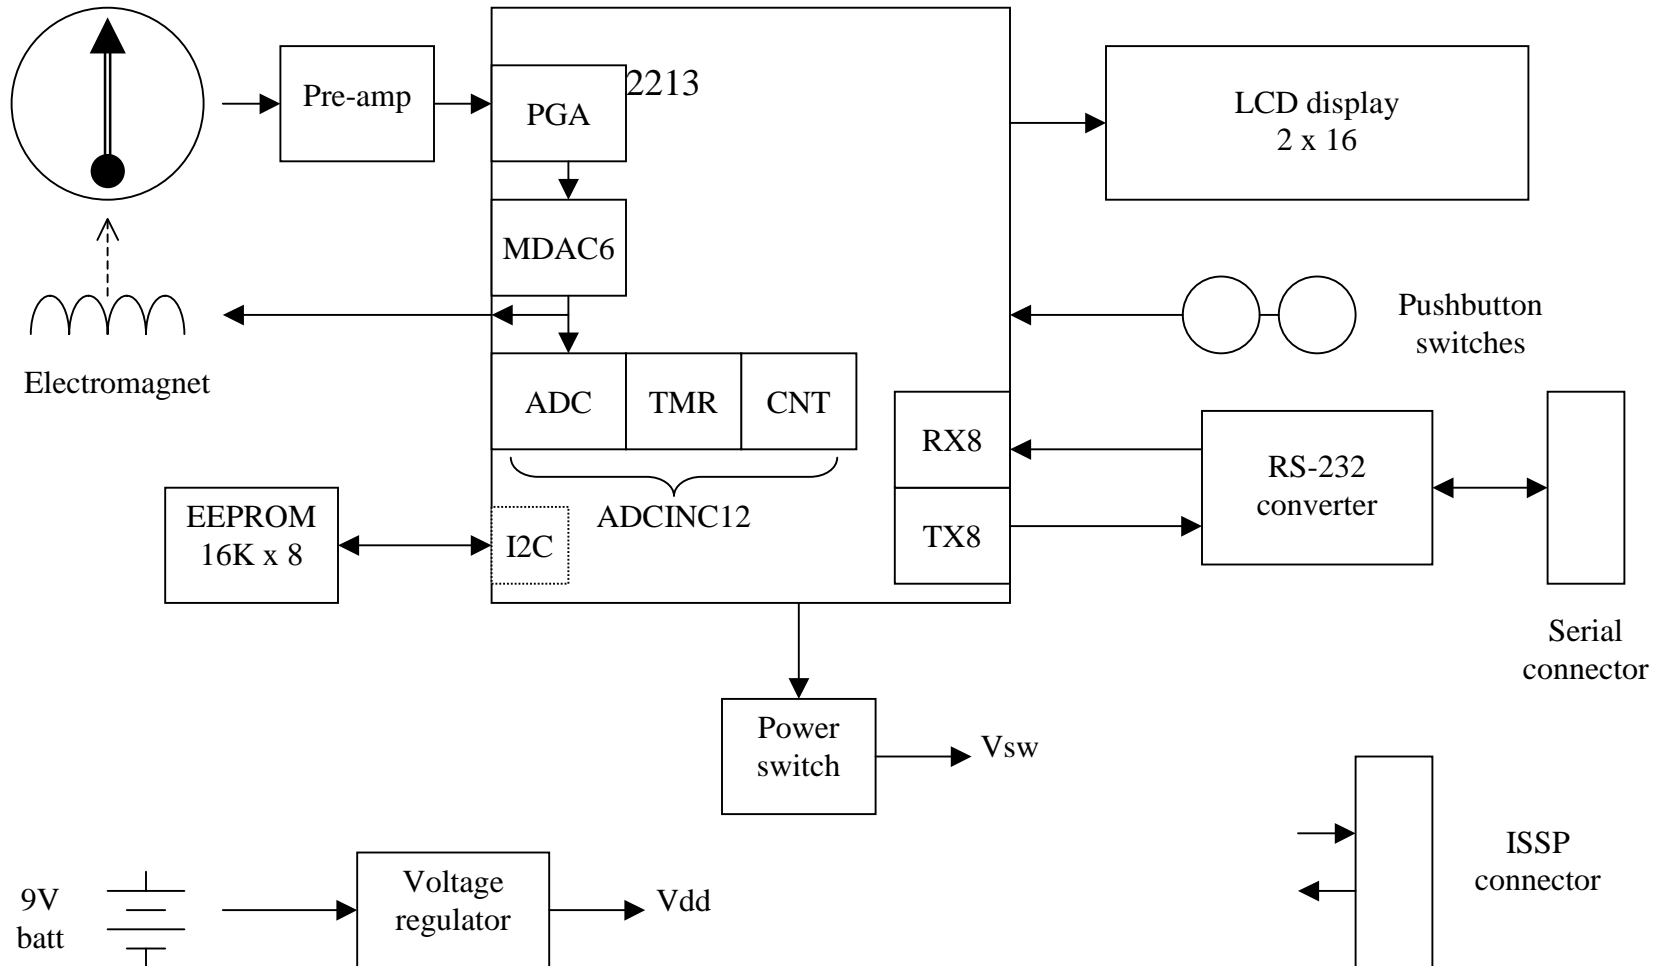 2213
Pre-amp
PGA
LCD display
2 x 16
MDAC6
Pushbutton
switches
Electromagnet
ADC
TMR
CNT
RX8
RS-232
converter
EEPROM
16K x 8
I2C
ADCINC12
TX8
Serial
connector
Power
switch
Vsw
ISSP
connector
9V
batt
Voltage
regulator
Vdd